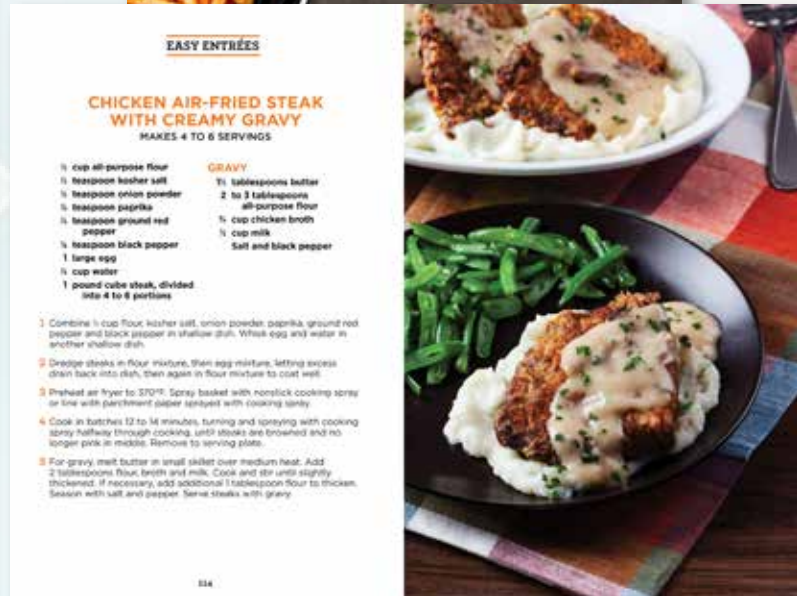 EASY ENTRÉES
CHICKEN AIR-FRIED STEAK
WITH CREAMY GRAVY
MAKES 4 TO 6 SERVINGS
cup all-purpose flour
teaspoon kosher salt
teaspoon onion powder
teaspoon paprika
teaspoon ground red
pepper
teaspoon black pepper
1 large egg
cup water
1 pound cube steak, divided
into 4 to 6 portions
GRAVY
1½ tablespoons butter
2 to 3 tablespoons
all-purpose flour
cup chicken broth
cup milk
Salt and black pepper
1 Combine cup flour, kosher salt, onion powder, paprika, ground red
pepper and black pepper in shallow dish. Whisk egg and water in
another shallow dish.
2 Dredge steaks in flour mixture, then egg mixture, letting excess
drain back into dish, then again in flour mixture to coat well.
3 Preheat air fryer to 370°F. Spray basket with nonstick cooking spray
or line with parchment paper sprayed with cooking spray.
4 Cook in batches 12 to 14 minutes, turning and spraying with cooking
spray halfway through cooking, until steaks are browned and no
longer pink in middle. Remove to serving plate.
5 For gravy, melt butter in small skillet over medium heat. Add
2 tablespoons flour, broth and milk. Cook and stir until slightly
thickened. If necessary, add additional 1 tablespoon flour to thicken.
Season with salt and pepper. Serve steaks with gravy.